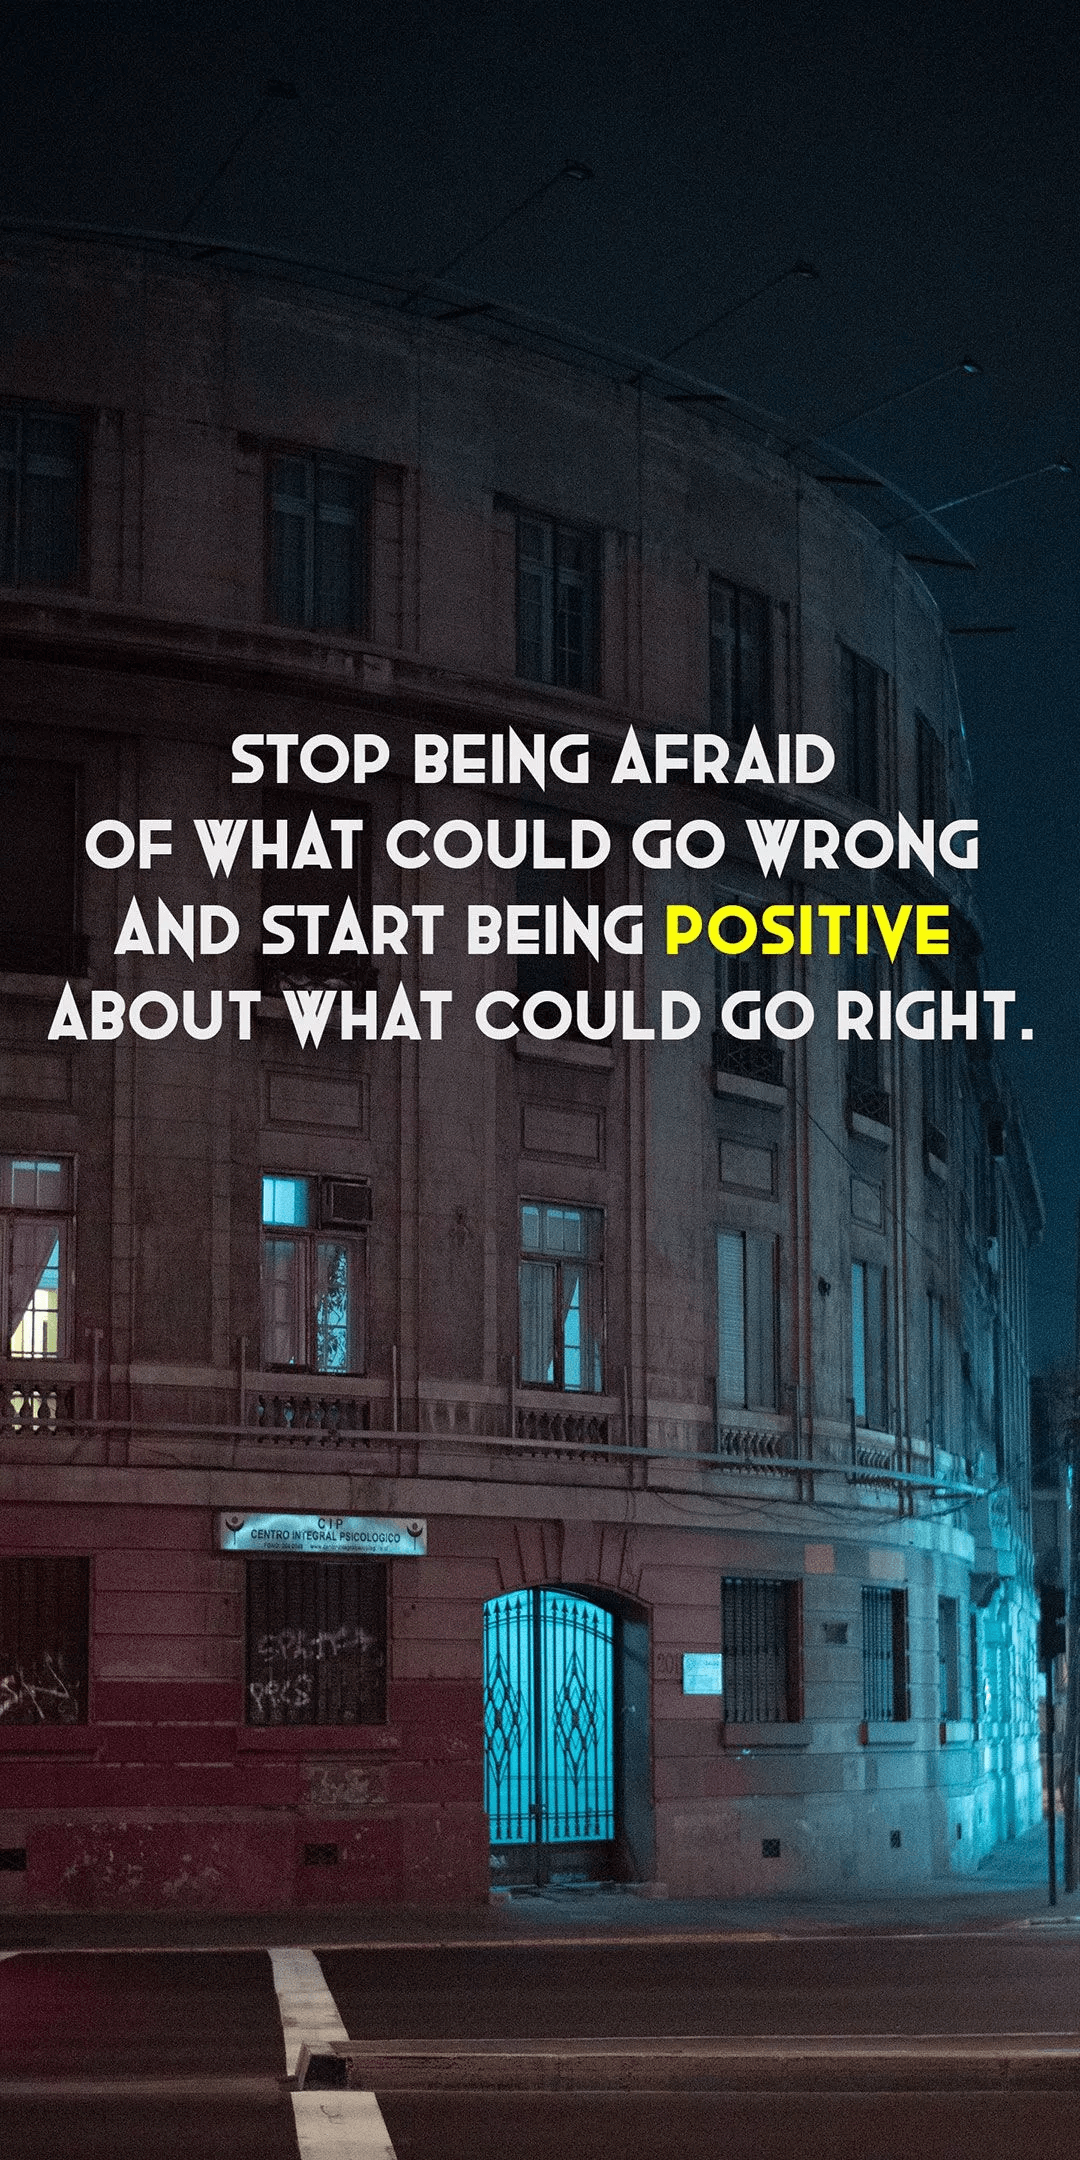 STOP BEING AFRAID
OF WHAT COULD GO WRONG
AND START BEING POSITIVE
ABOUT WHAT COULD GO RIGHT.
CIP
CENTRO INTEGRAL PSICOLOGICO